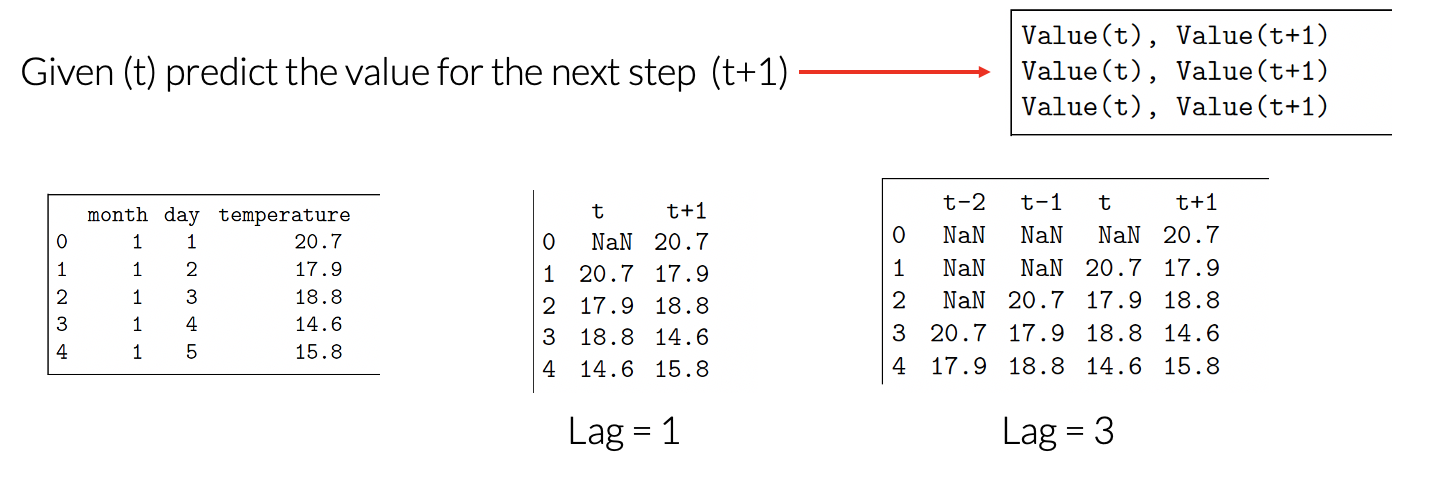 Given (t) predict the value for the next step (t+1)
Value(t), Value(t+1)
Value(t), Value(t+1)
Value(t), Value(t+1)
month day temperature
0 1 1 20.7
1 1 2 17.9
2 1 3 18.8
3 1 4 14.6
4 1 5 15.8
t t+1
0 NaN 20.7
1 20.7 17.9
2 17.9 18.8
3 18.8 14.6
4 14.6 15.8
Lag = 1
t-2 t-1 t t+1
0 NaN NaN NaN 20.7
1 NaN NaN 20.7 17.9
2 NaN 20.7 17.9 18.8
3 20.7 17.9 18.8 14.6
4 17.9 18.8 14.6 15.8
Lag = 3